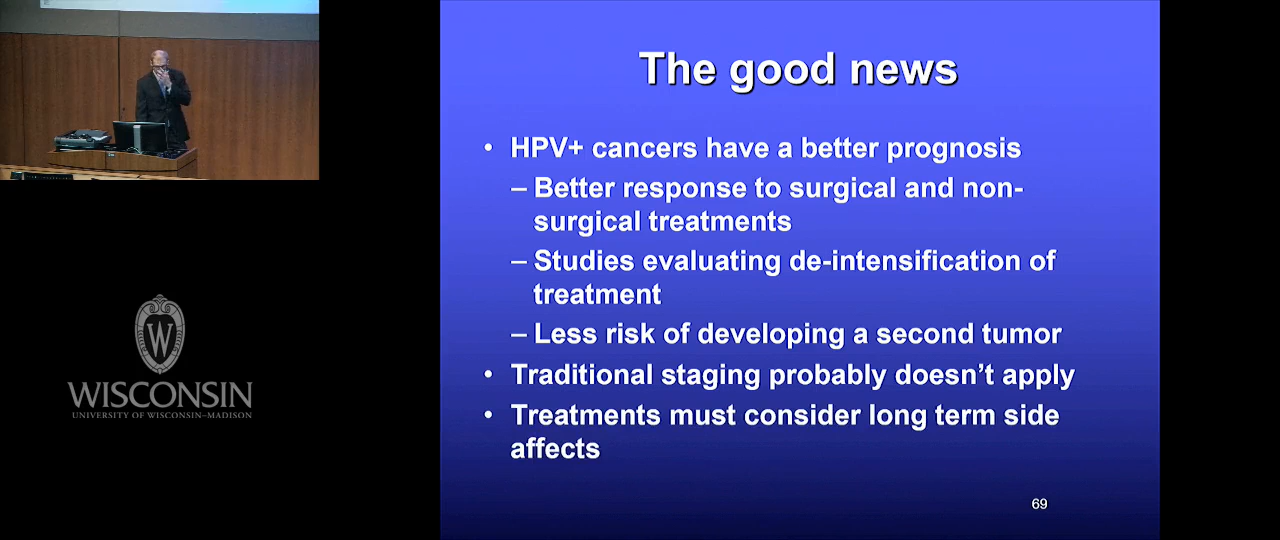 The good news
• HPV+ cancers have a better prognosis
– Better response to surgical and non-
surgical treatments
– Studies evaluating de-intensification of
treatment
– Less risk of developing a second tumor
• Traditional staging probably doesn't apply
• Treatments must consider long term side
affects
69
W
WISCONSIN
UNIVERSITY OF WISCONSIN–MADISON